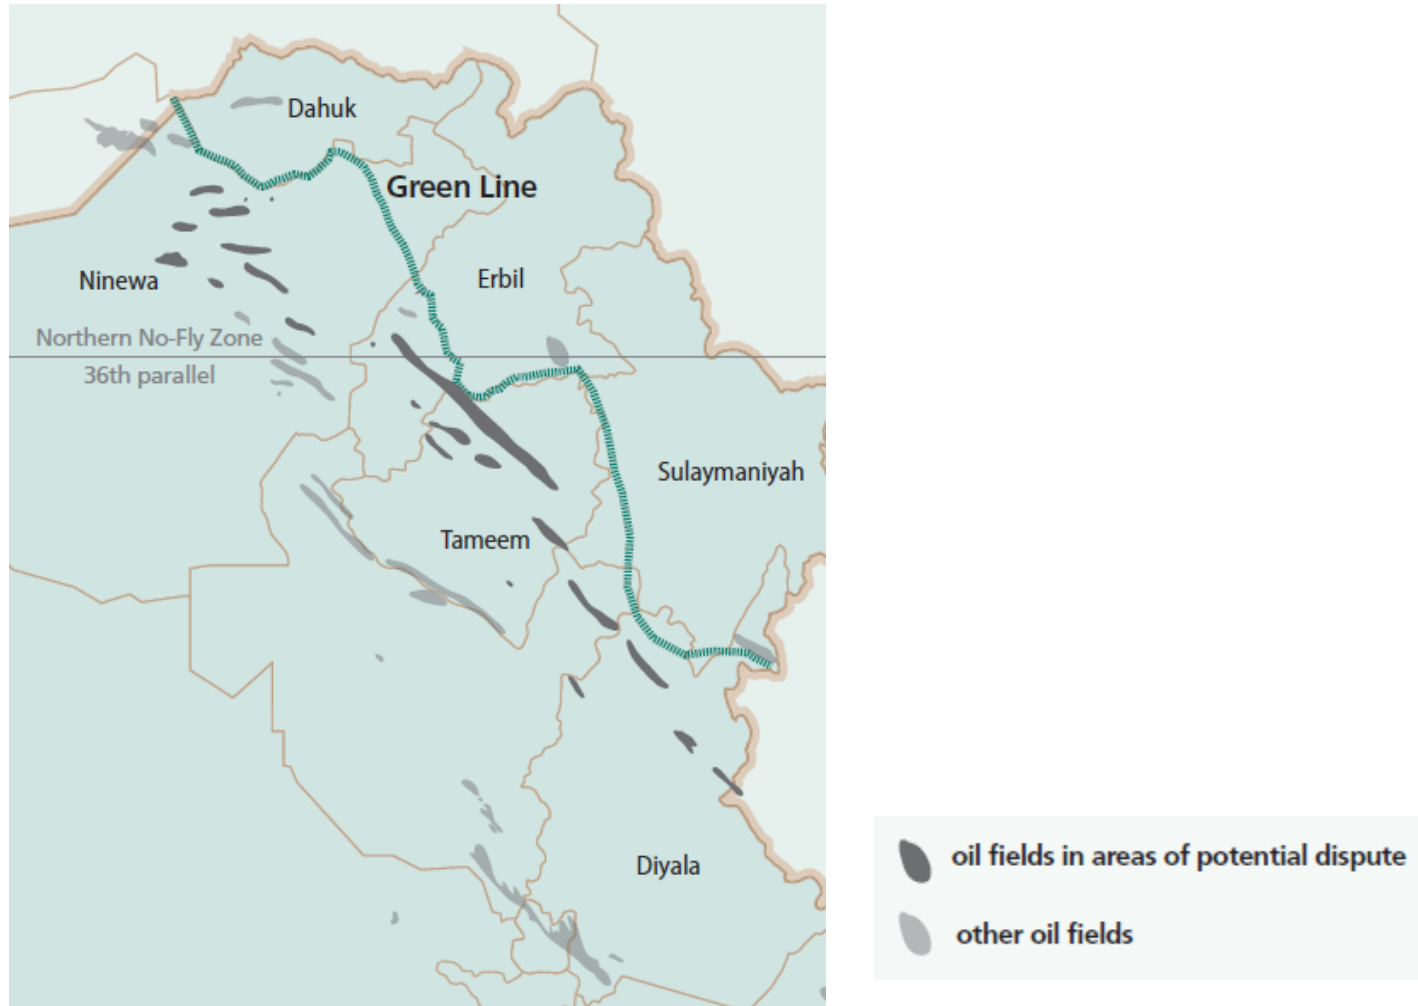 Dahuk
Green Line
Ninewa
Erbil
Northern No-Fly Zone
36th parallel
Sulaymaniyah
Tameem
Diyala
oil fields in areas of potential dispute
other oil fields